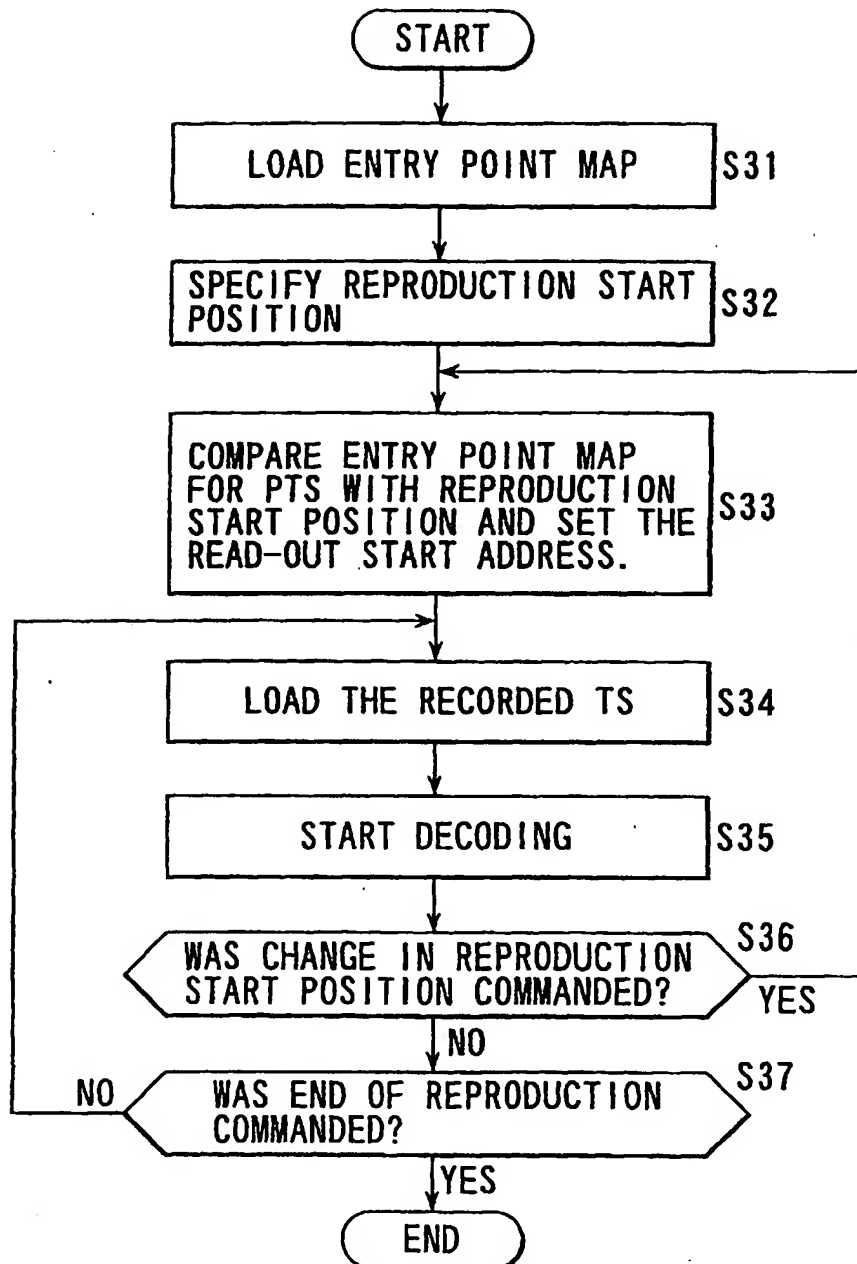 START
LOAD ENTRY POINT MAP
S31
SPECIFY REPRODUCTION START
POSITION
S32
COMPARE ENTRY POINT MAP
FOR PTS WITH REPRODUCTION
START POSITION AND SET THE
READ-OUT START ADDRESS.
S33
LOAD THE RECORDED TS
S34
START DECODING
S35
S36
WAS CHANGE IN REPRODUCTION
START POSITION COMMANDED?
YES
NO
S37
NO
WAS END OF REPRODUCTION
COMMANDED?
YES
END